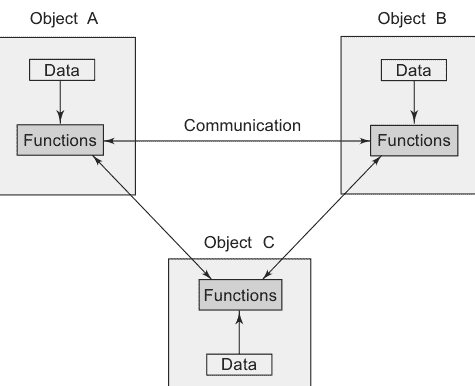 Object A
Object B
Data
Data
Communication
Functions
Functions
Object C
Functions
Data